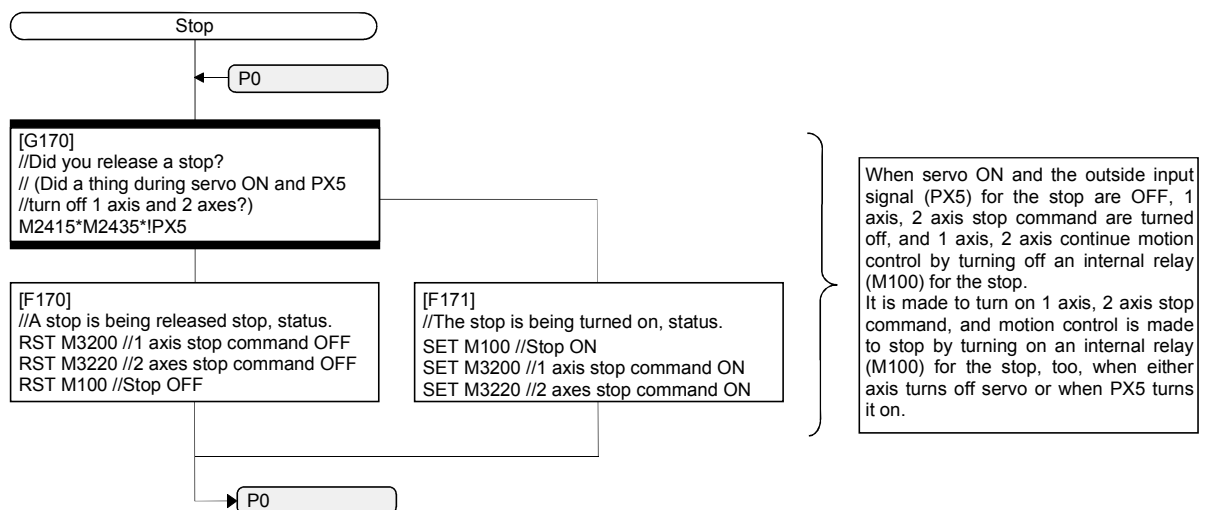 Stop
P0
[G170]
//Did you release a stop?
// (Did a thing during servo ON and PX5
//turn off 1 axis and 2 axes?)
M2415*M2435*!PX5
[F170]
//A stop is being released stop, status.
RST M3200 //1 axis stop command OFF
RST M3220 //2 axes stop command OFF
RST M100 //Stop OFF
[F171]
//The stop is being turned on, status.
SET M100 //Stop ON
SET M3200 //1 axis stop command ON
SET M3220 //2 axes stop command ON
P0
When servo ON and the outside input
signal (PX5) for the stop are OFF, 1
axis, 2 axis stop command are turned
off, and 1 axis, 2 axis continue motion
control by turning off an internal relay
(M100) for the stop.
It is made to turn on 1 axis, 2 axis stop
command, and motion control is made
to stop by turning on an internal relay
(M100) for the stop, too, when either
axis turns off servo or when PX5 turns
it on.